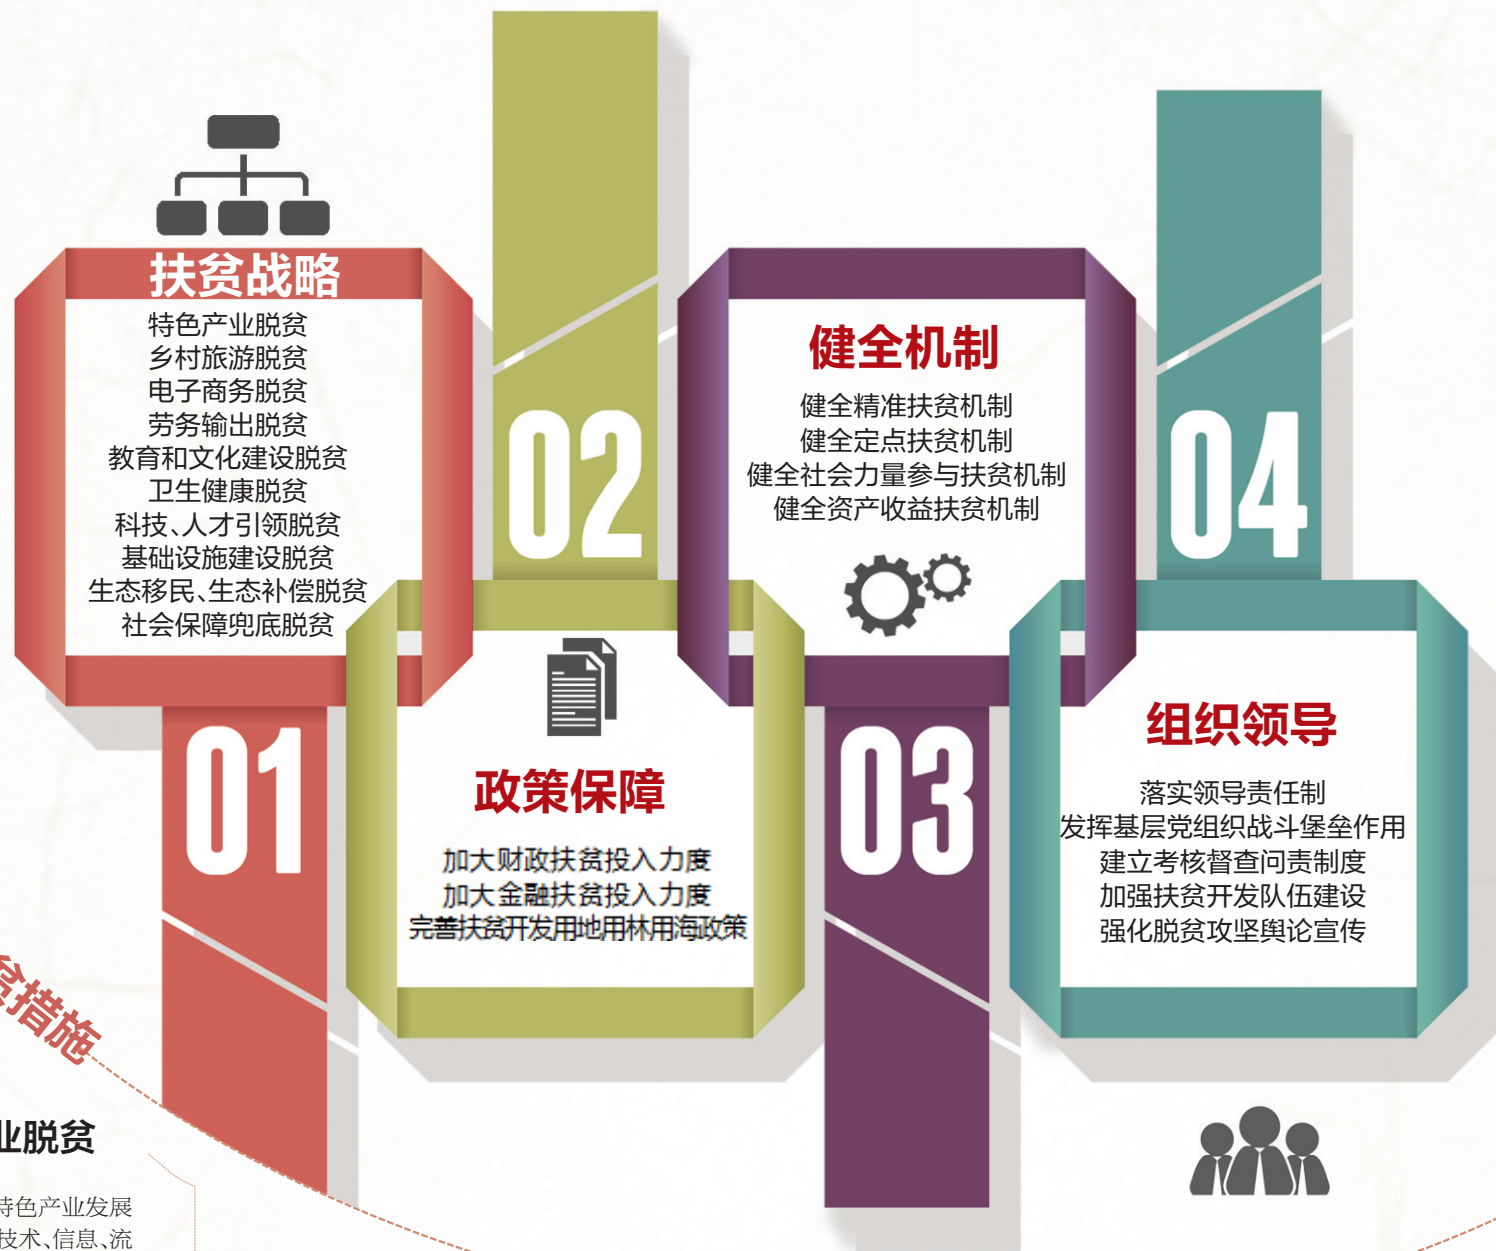 扶贫战略
特色产业脱贫
乡村旅游脱贫
电子商务脱贫
劳务输出脱贫
教育和文化建设脱贫
卫生健康脱贫
科技、人才引领脱贫
基础设施建设脱贫
生态移民、生态补偿脱贫
社会保障兜底脱贫
01
02
政策保障
加大财政扶贫投入力度
加大金融扶贫投入力度
完善扶贫开发用地用林用海政策
健全机制
健全精准扶贫机制
健全定点扶贫机制
健全社会力量参与扶贫机制
健全资产收益扶贫机制
03
04
组织领导
落实领导责任制
发挥基层党组织战斗堡垒作用
建立考核督查问责制度
加强扶贫开发队伍建设
强化脱贫攻坚舆论宣传
贫措施
业脱贫
特色产业发展
技术、信息、流